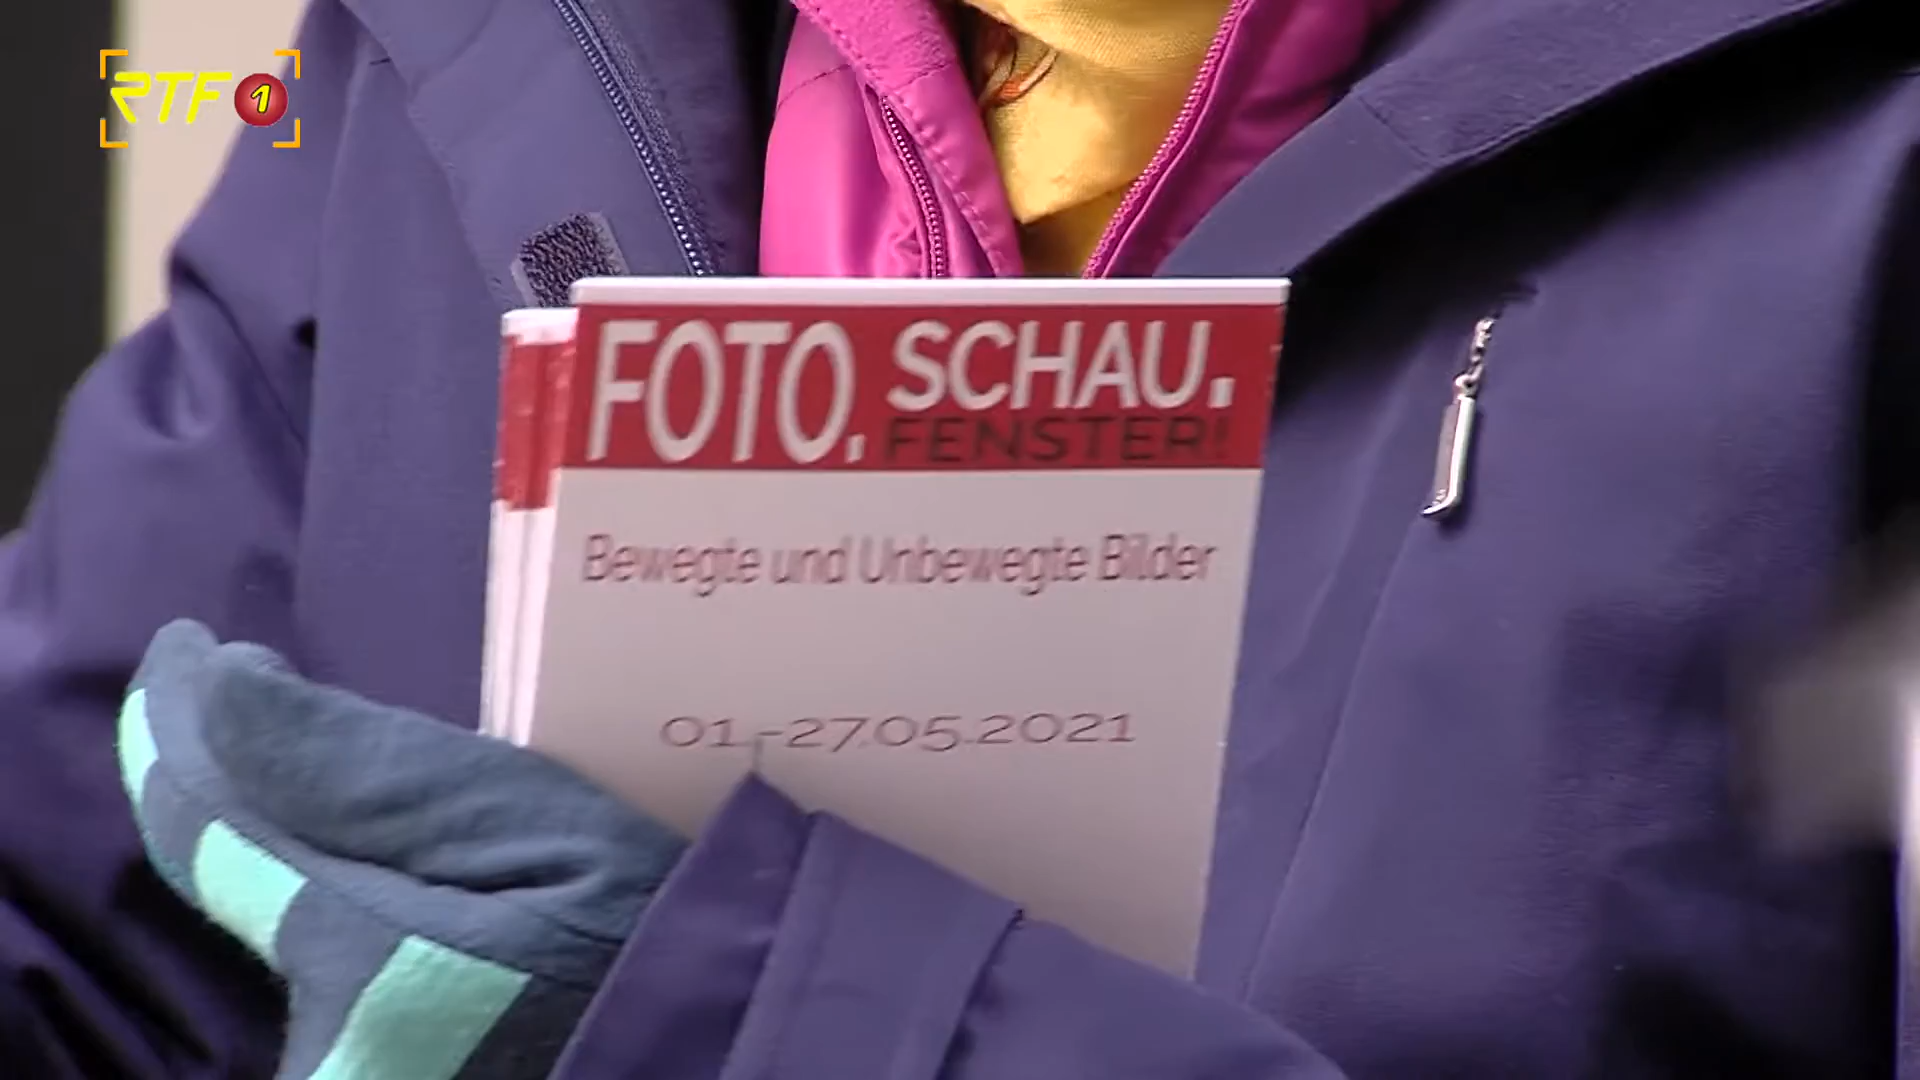 RTF 1
FOTO. SCHAU.
FENSTER!
Bewegte und Unbewegte Bilder
01.-27.05.2021